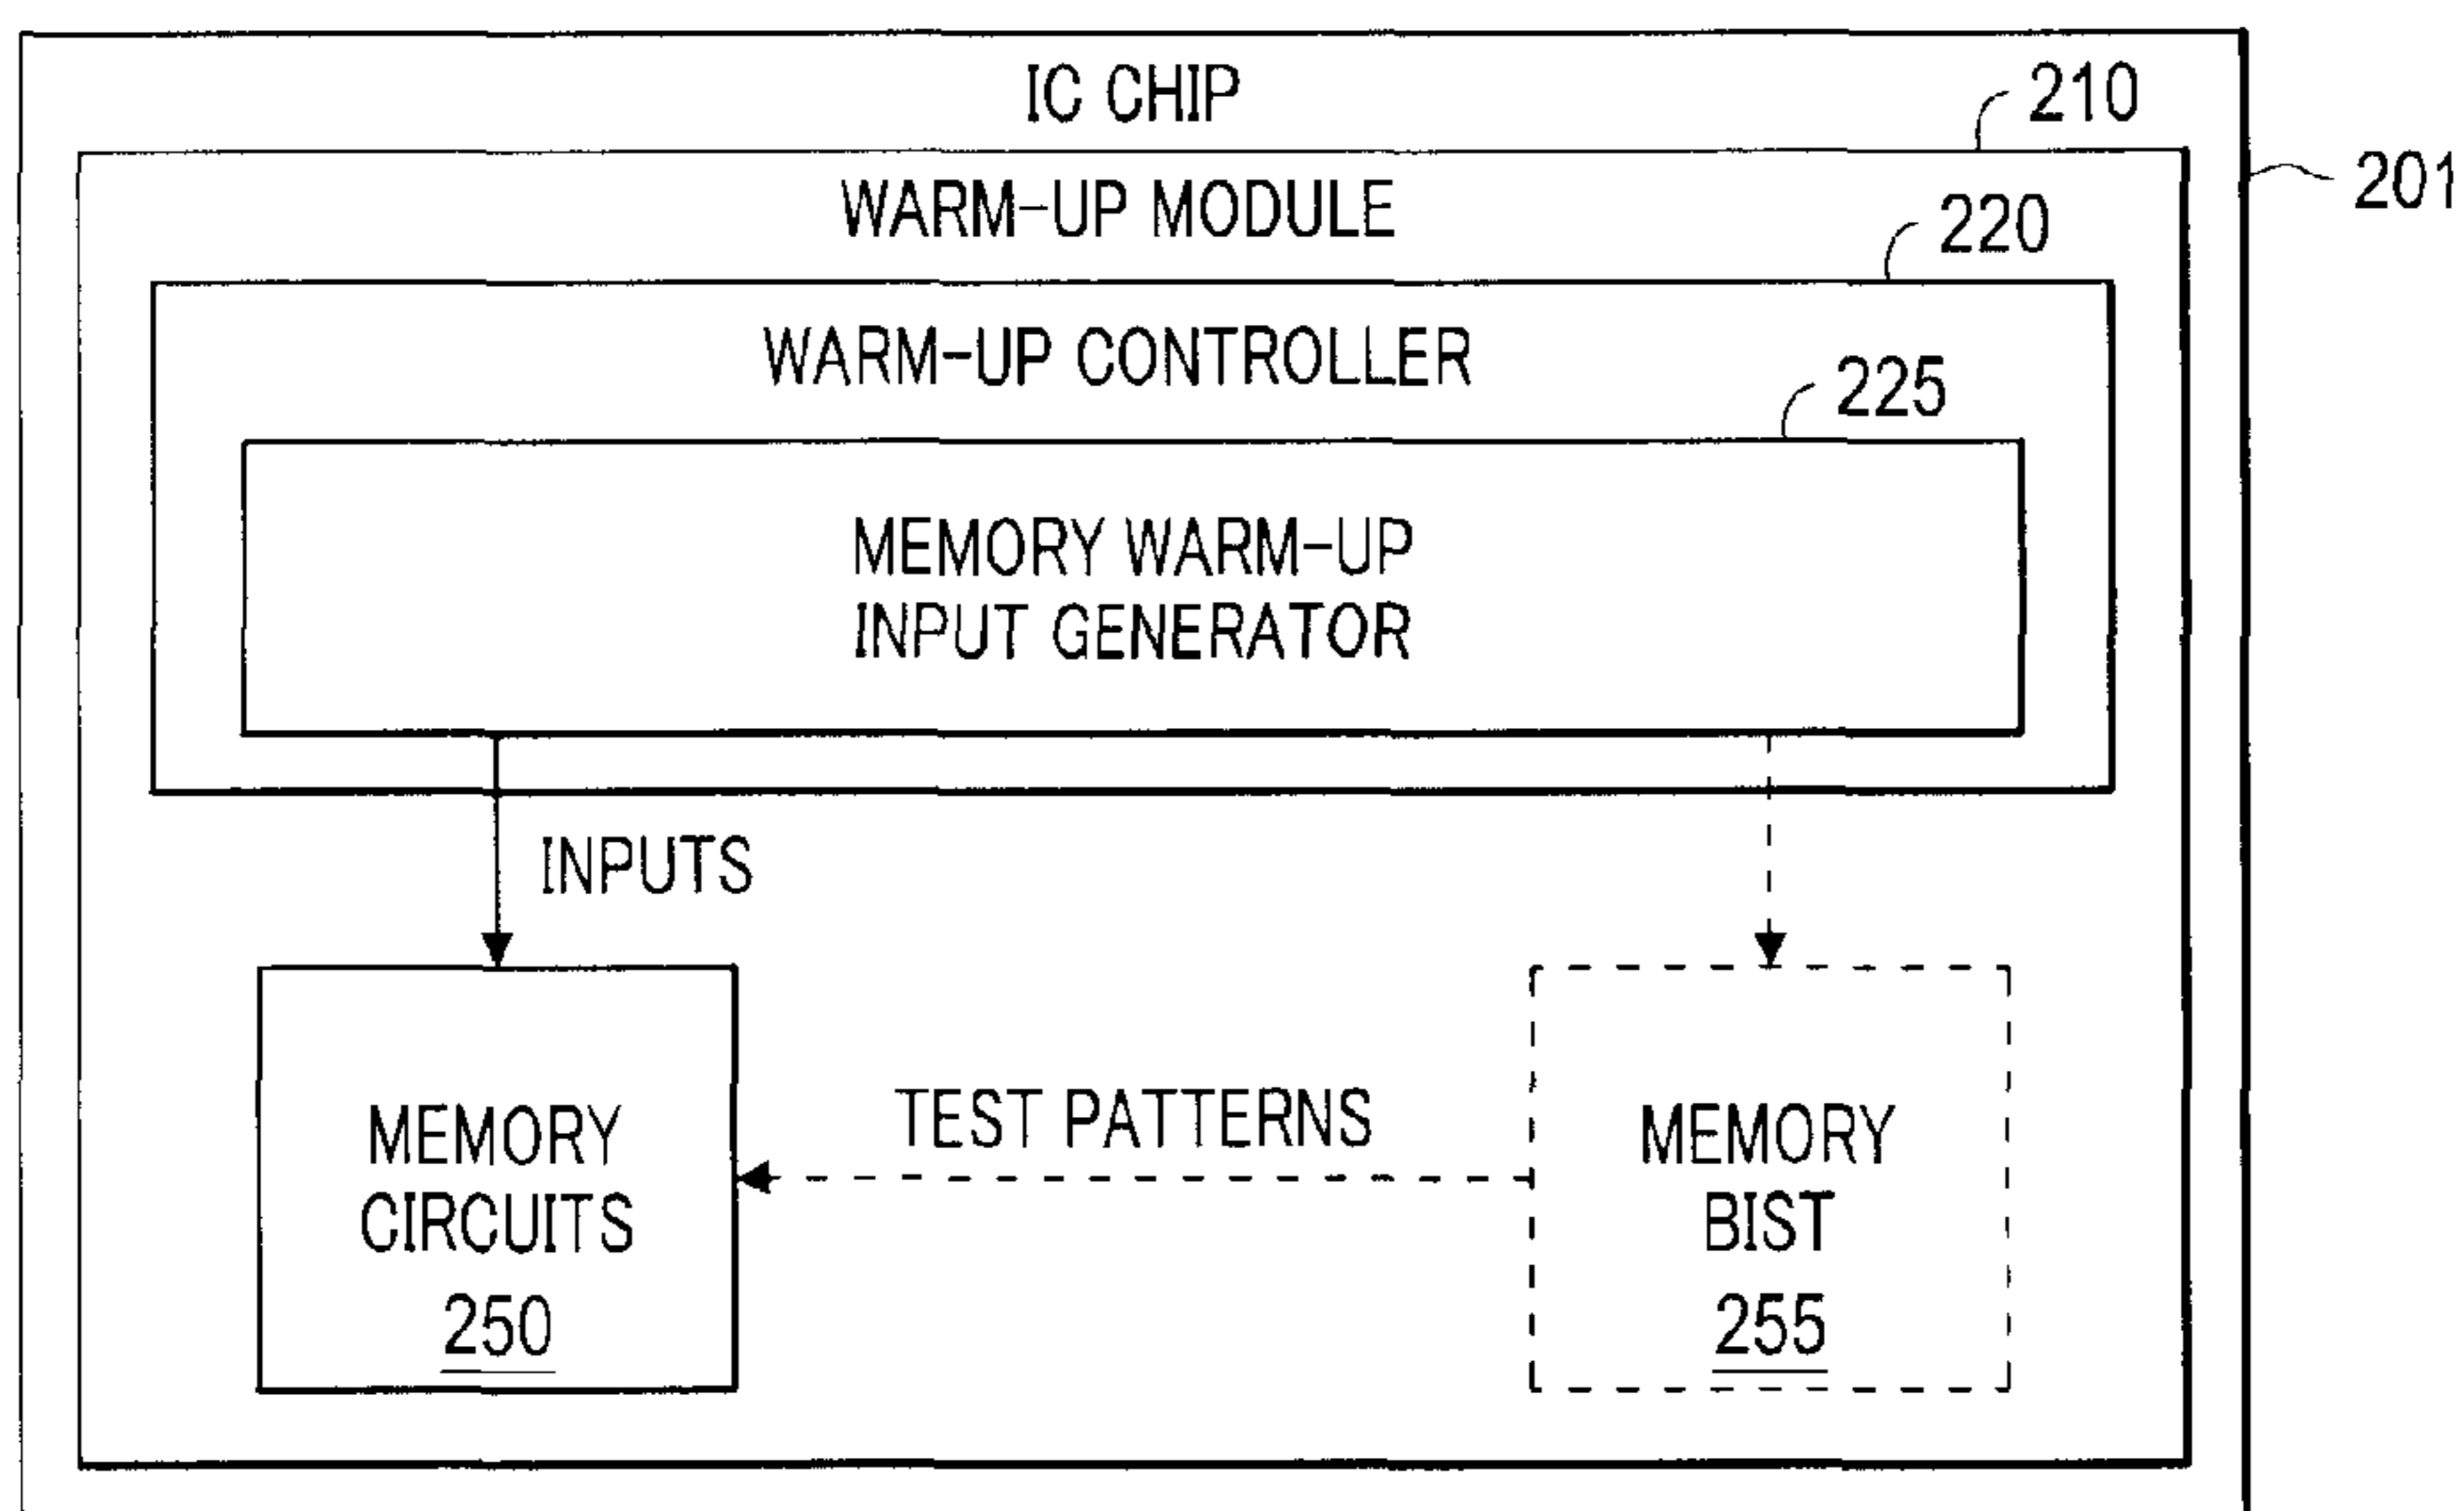 IC CHIP
210
201
WARM-UP MODULE
220
WARM-UP CONTROLLER
225
MEMORY WARM-UP
INPUT GENERATOR
INPUTS
MEMORY
CIRCUITS
250
TEST PATTERNS
MEMORY
BIST
255